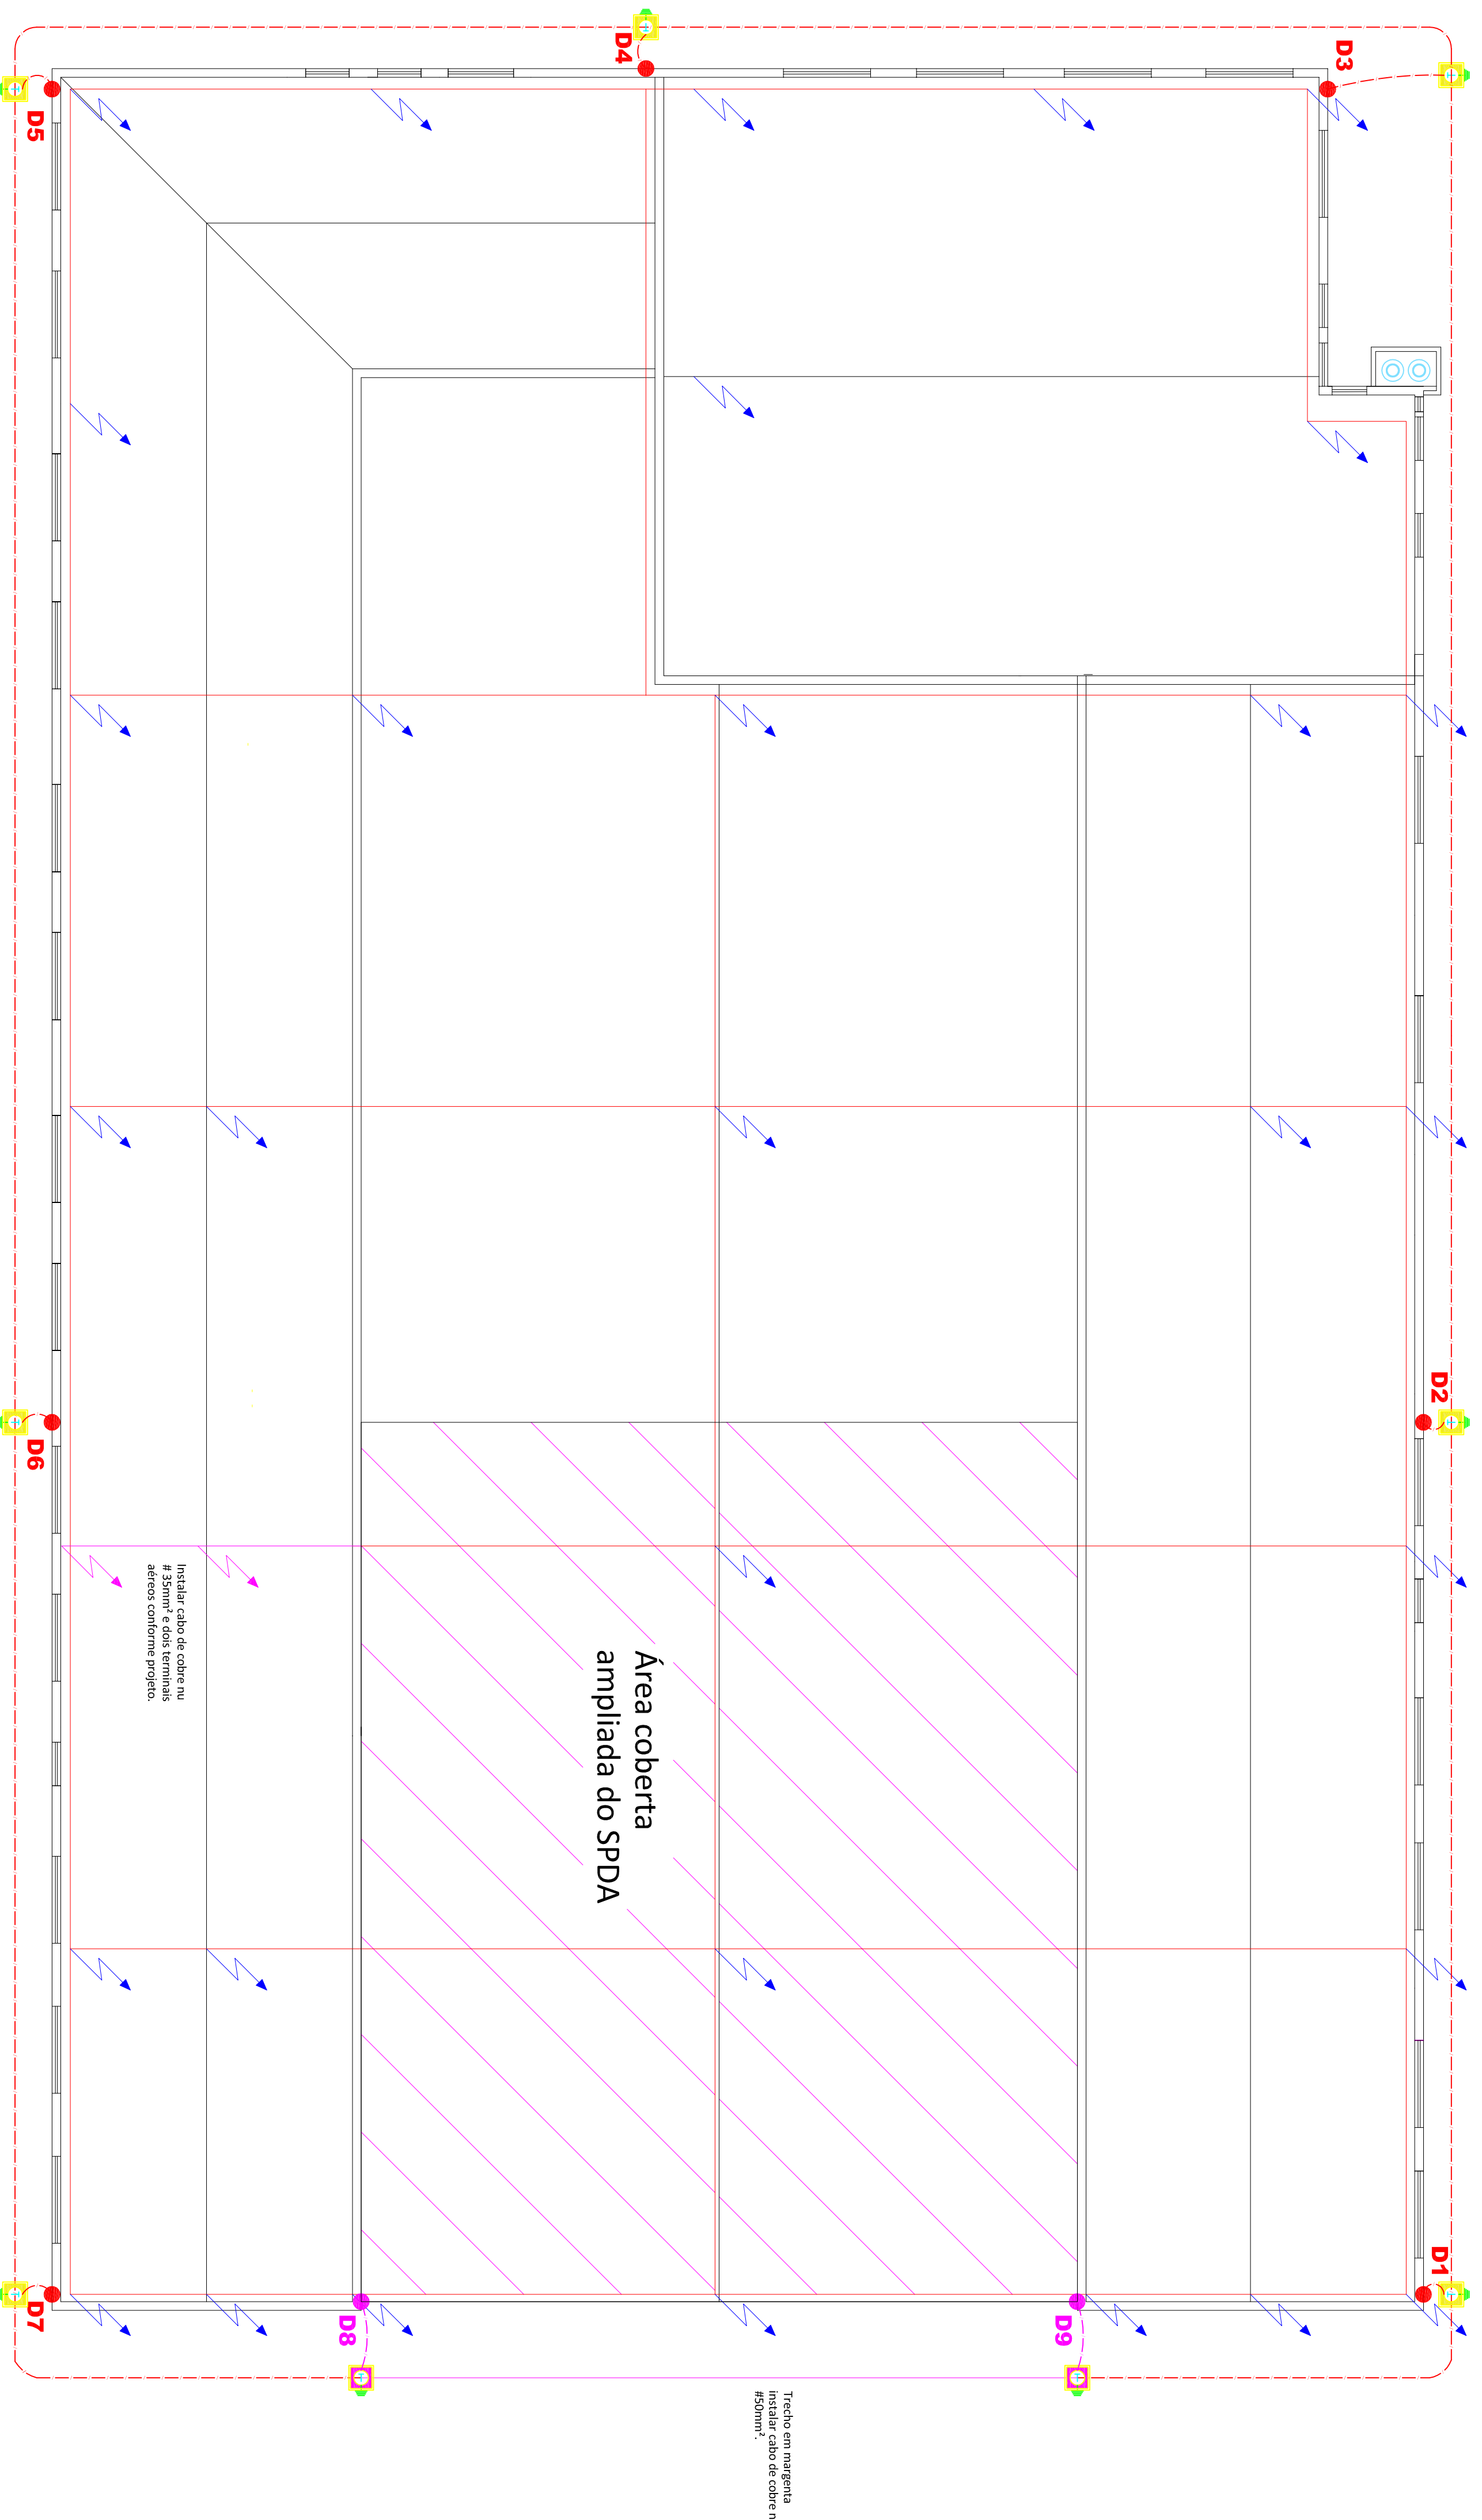 D4
D3
D5
D2
D6
Instalar cabo de cobre nu
# 35mm² e dois terminais
aéreos conforme projeto.
Área coberta
ampliada do SPDA
D1
D7
D8
D9
Trecho em margenta
instalar cabo de cobre n
#50mm².